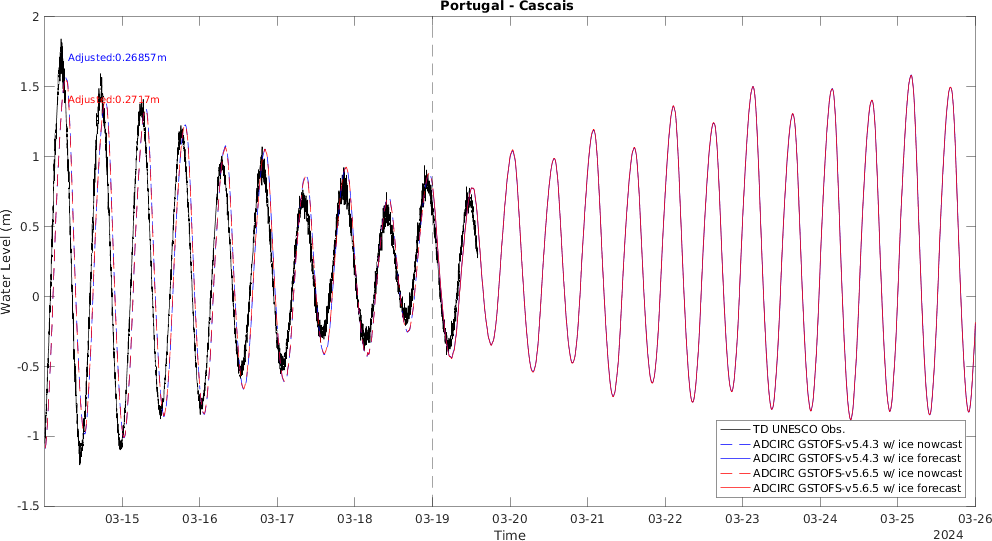 Portugal - Cascais
2
1.5
1
0.5
0
-0.5
-1
-1.5
Water Level (m)
Adjusted:0.26857m
Adjusted:0.2717m
TD UNESCO Obs.
ADCIRC GSTOFS-v5.4.3 w/ ice nowcast
ADCIRC GSTOFS-v5.4.3 w/ ice forecast
ADCIRC GSTOFS-v5.6.5 w/ ice nowcast
ADCIRC GSTOFS-v5.6.5 w/ ice forecast
03-15 03-16 03-17 03-18 03-19 03-20 03-21 03-22 03-23 03-24 03-25 03-26
Time
2024